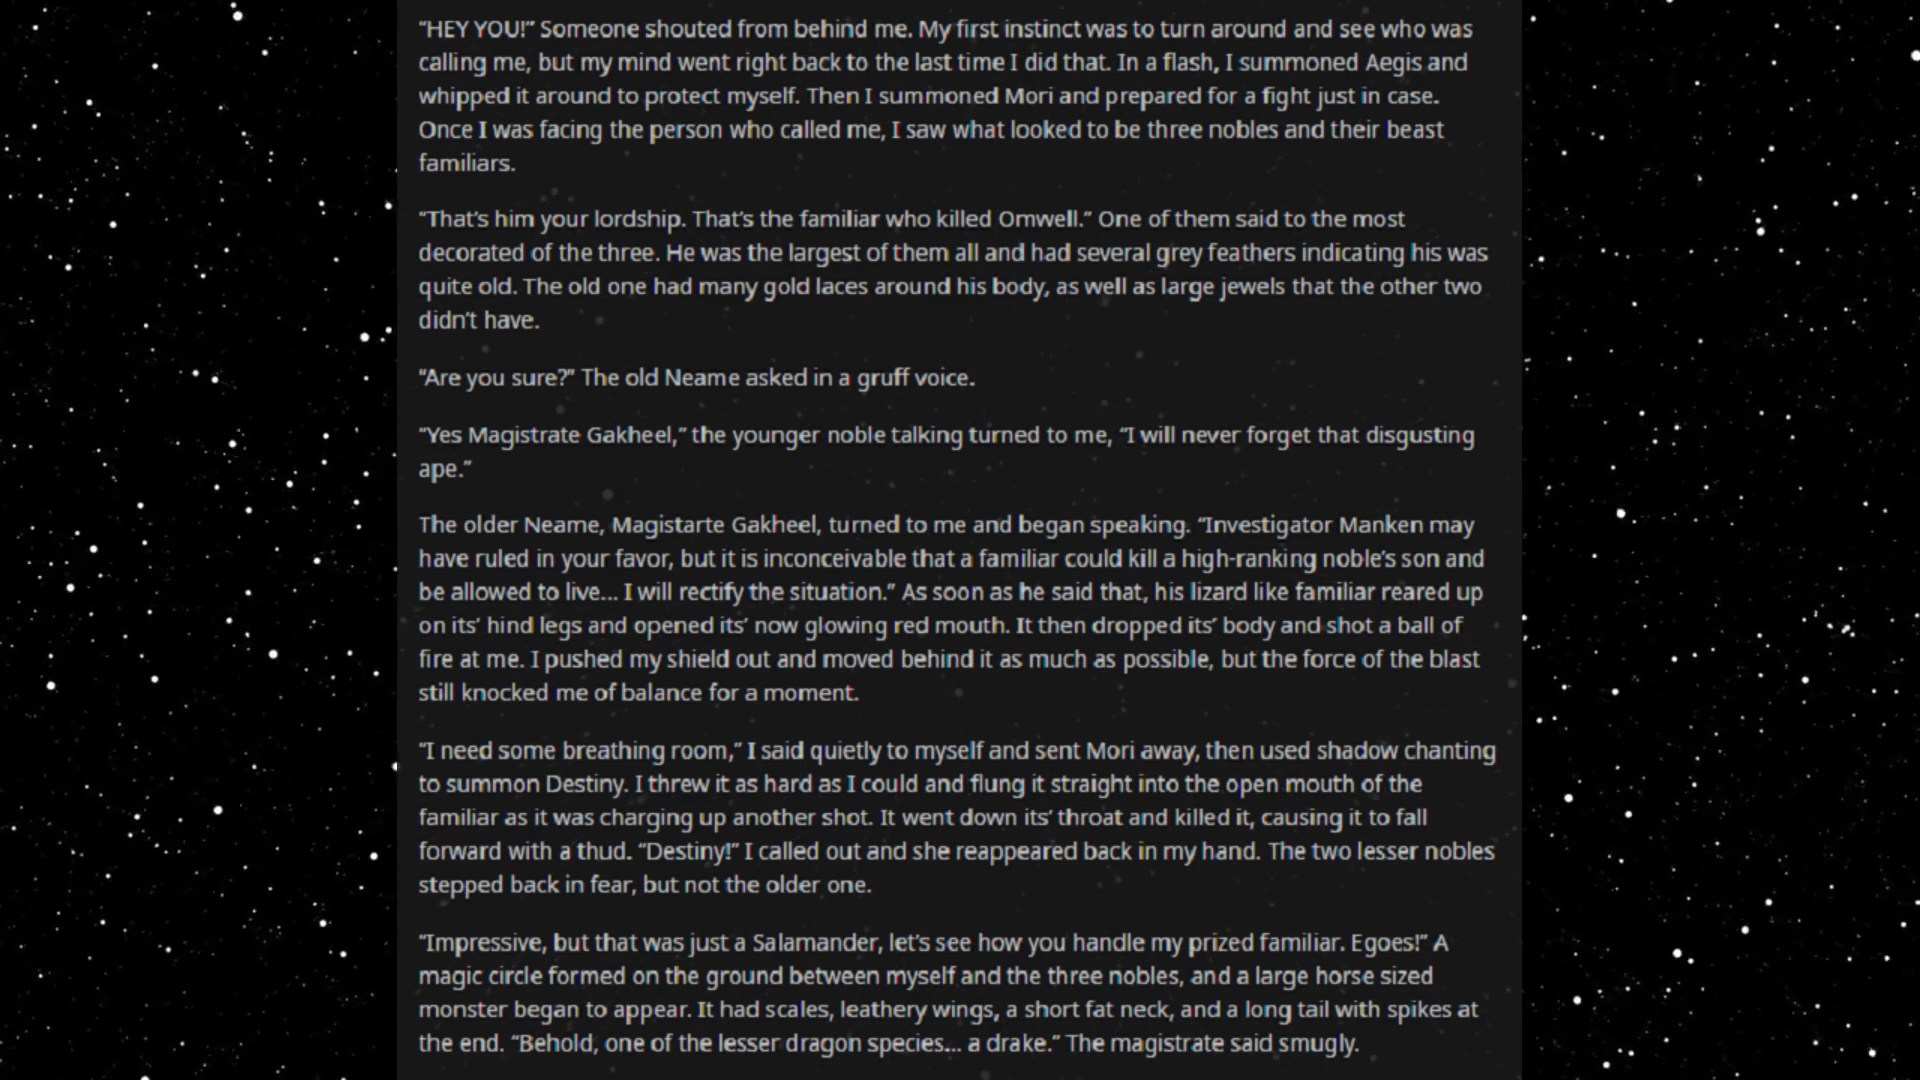 “HEY YOU!” Someone shouted from behind me. My first instinct was to turn around and see who was
calling me, but my mind went right back to the last time I did that. In a flash, I summoned Aegis and
whipped it around to protect myself. Then I summoned Mori and prepared for a fight just in case.
Once I was facing the person who called me, I saw what looked to be three nobles and their beast
familiars.
“That’s him your lordship. That’s the familiar who killed Omwell.” One of them said to the most
decorated of the three. He was the largest of them all and had several grey feathers indicating his was
quite old. The old one had many gold laces around his body, as well as large jewels that the other two
didn’t have.
“Are you sure?” The old Neame asked in a gruff voice.
“Yes Magistrate Gakheel,” the younger noble talking turned to me, “I will never forget that disgusting
ape.”
The older Neame, Magistarte Gakheel, turned to me and began speaking. “Investigator Manken may
have ruled in your favor, but it is inconceivable that a familiar could kill a high-ranking noble’s son and
be allowed to live... I will rectify the situation.” As soon as he said that, his lizard like familiar reared up
on its’ hind legs and opened its’ now glowing red mouth. It then dropped its’ body and shot a ball of
fire at me. I pushed my shield out and moved behind it as much as possible, but the force of the blast
still knocked me of balance for a moment.
“I need some breathing room,” I said quietly to myself and sent Mori away, then used shadow chanting
to summon Destiny. I threw it as hard as I could and flung it straight into the open mouth of the
familiar as it was charging up another shot. It went down its’ throat and killed it, causing it to fall
forward with a thud. “Destiny!” I called out and she reappeared back in my hand. The two lesser nobles
stepped back in fear, but not the older one.
“Impressive, but that was just a Salamander, let’s see how you handle my prized familiar. Egoes!” A
magic circle formed on the ground between myself and the three nobles, and a large horse sized
monster began to appear. It had scales, leathery wings, a short fat neck, and a long tail with spikes at
the end. “Behold, one of the lesser dragon species... a drake.” The magistrate said smugly.